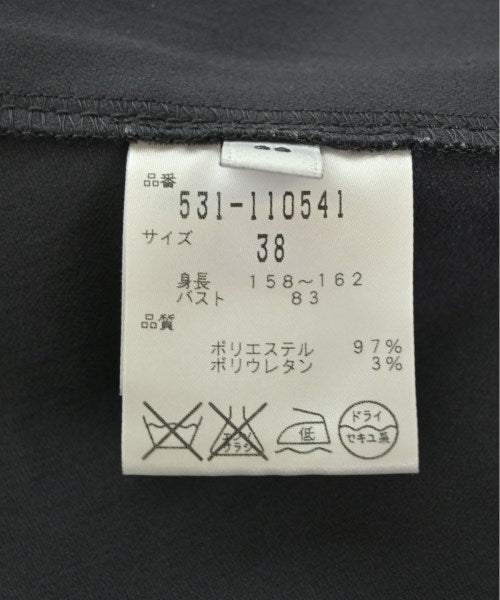 品番
531-110541
サイズ
38
身長 158～162
バスト 83
品質
ポリエステル 97%
ポリウレタン 3%
低
ドライ
セキユ系